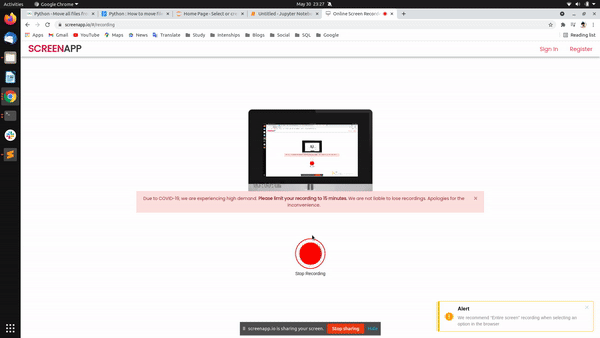 Activities
Google Chrome
May 30 23:27
Python - Move all files fr
Python : How to move file
Home Page - Select or cre
Untitled - Jupyter Noteb
Online Screen Record
screenapp.io/#/recording
Apps
Gmail
YouTube
Maps
News
Translate
Study
Internships
Blogs
Social
SQL
Google
Reading list
SCREENAPP
Sign In
Register
Due to COVID-19, we are experiencing high demand. Please limit your recording to 15 minutes. We are not liable to lose recordings. Apologies for the
inconvenience.
Stop Recording
Alert
We recommend "Entire screen" recording when selecting an
option in the browser
screenapp.io is sharing your screen.
Stop sharing
Hide